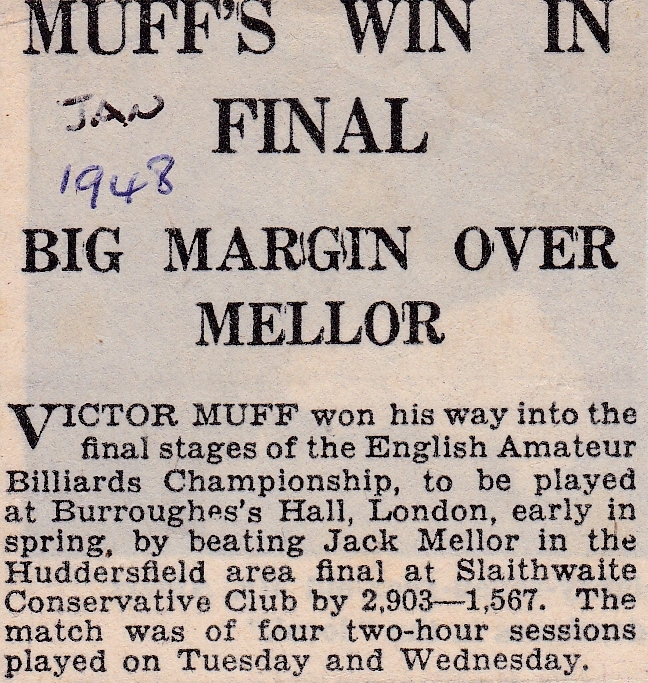 MUFF'S WIN IN
JAN
FINAL
1948
BIG MARGIN OVER
MELLOR
VICTOR MUFF won his way into the
final stages of the English Amateur
Billiards Championship, to be played
at Burroughes's Hall, London, early in
spring, by beating Jack Mellor in the
Huddersfield area final at Slaithwaite
Conservative Club by 2,903—1,567. The
match was of four two-hour sessions
played on Tuesday and Wednesday.